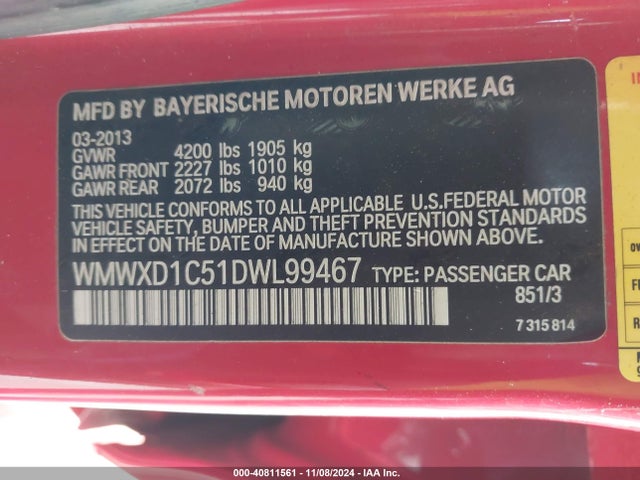 MFD BY BAYERISCHE MOTOREN WERKE AG
03-2013
GVWR 4200 lbs 1905 kg
GAWR FRONT 2227 lbs 1010 kg
GAWR REAR 2072 lbs 940 kg
THIS VEHICLE CONFORMS TO ALL APPLICABLE U.S.FEDERAL MOTOR
VEHICLE SAFETY, BUMPER AND THEFT PREVENTION STANDARDS
IN EFFECT ON THE DATE OF MANUFACTURE SHOWN ABOVE.
WMWXD1C51DWL99467 TYPE: PASSENGER CAR
851/3
7 315 814
000-40811561 - 11/08/2024 - IAA Inc.